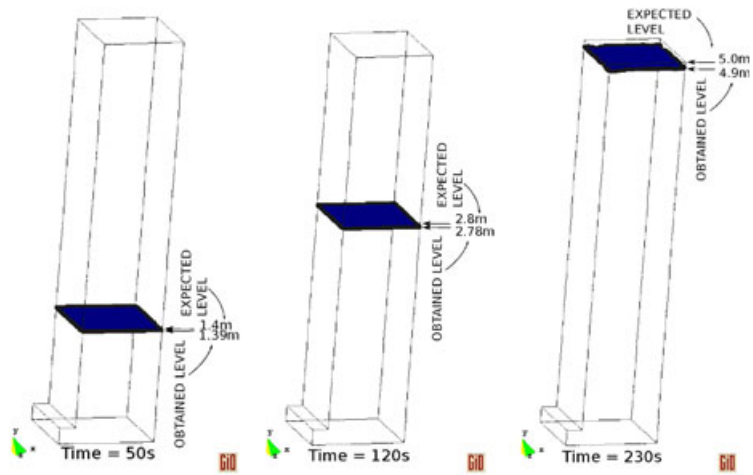 EXPECTED
LEVEL
1.4m
1.39m
OBTAINED LEVEL
y
x
Time = 50s
GiD
EXPECTED
LEVEL
2.8m
2.78m
OBTAINED LEVEL
y
x
Time = 120s
GiD
EXPECTED
LEVEL
5.0m
4.9m
OBTAINED LEVEL
y
x
Time = 230s
GiD